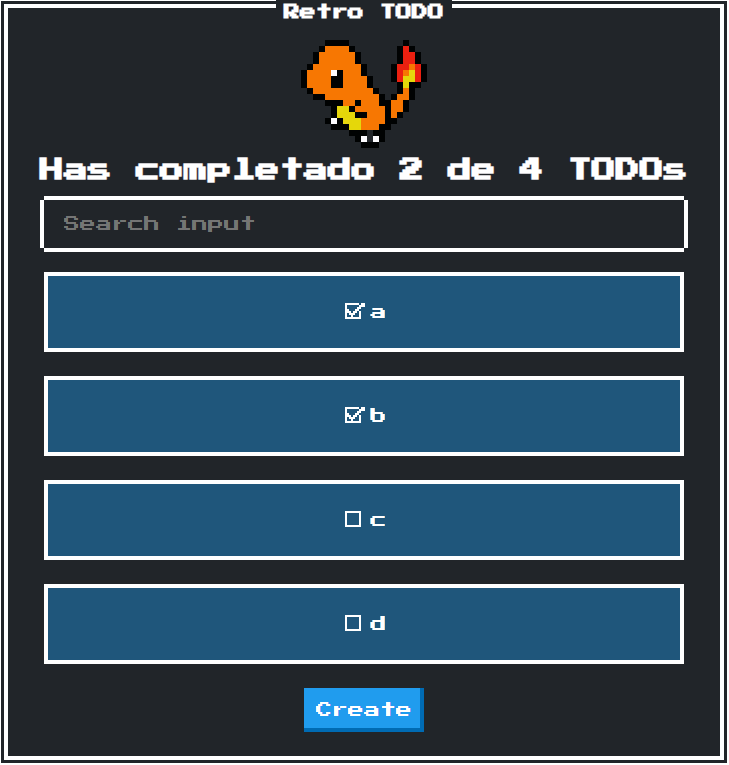 Retro TODO
Has completado 2 de 4 TODOs
Search input
a
b
c
d
Create